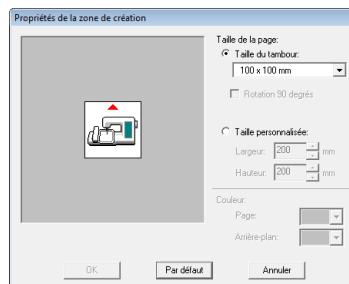 Propriétés de la zone de création
Taille de la page:
Taille du tambour:
100 x 100 mm
Rotation 90 degrés
Taille personnalisée:
Largeur: 200 mm
Hauteur: 200 mm
Couleur:
Page:
Arrière-plan:
OK Par défaut Annuler